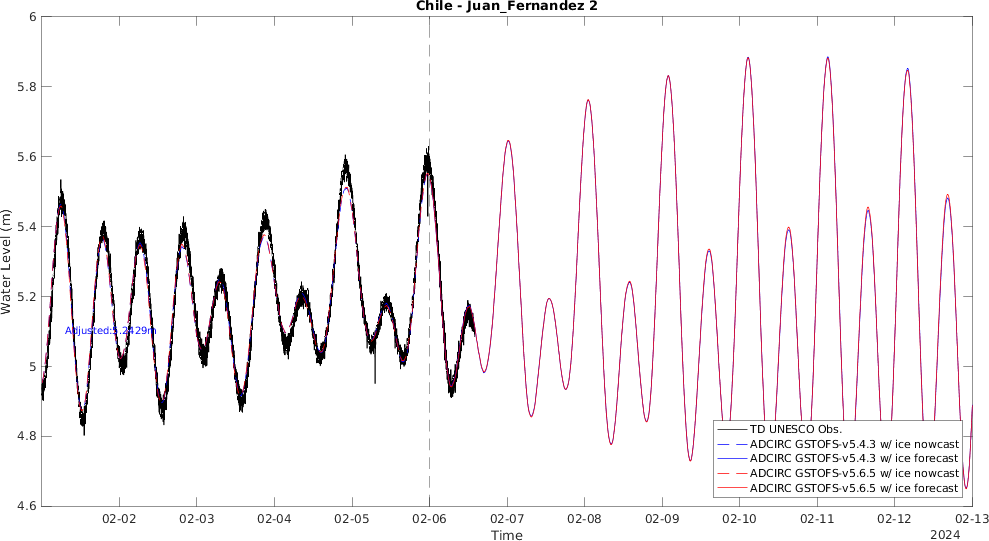 Chile - Juan_Fernandez 2
6
5.8
5.6
5.4
5.2
5
4.8
4.6
Water Level (m)
Adjusted:5.2429m
TD UNESCO Obs.
ADCIRC GSTOFS-v5.4.3 w/ ice nowcast
ADCIRC GSTOFS-v5.4.3 w/ ice forecast
ADCIRC GSTOFS-v5.6.5 w/ ice nowcast
ADCIRC GSTOFS-v5.6.5 w/ ice forecast
02-02 02-03 02-04 02-05 02-06 02-07 02-08 02-09 02-10 02-11 02-12 02-13
Time
2024